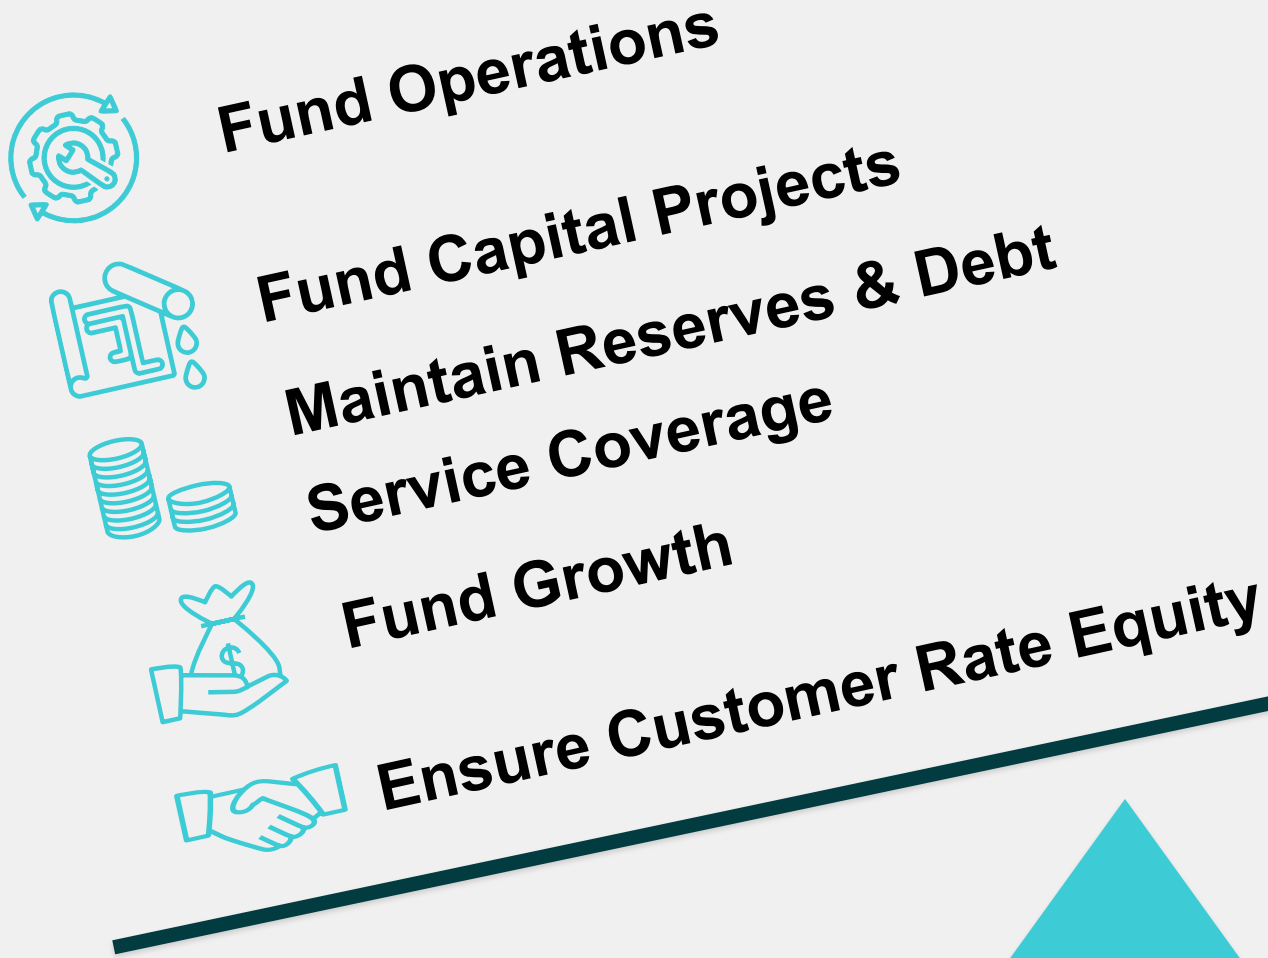 Fund Operations
Fund Capital Projects
Maintain Reserves & Debt
Service Coverage
Fund Growth
$
Ensure Customer Rate Equity